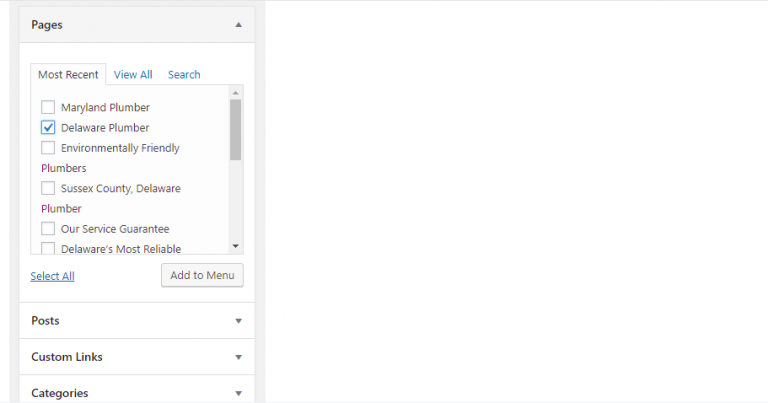 Pages
Most Recent View All Search
Maryland Plumber
Delaware Plumber
Environmentally Friendly
Plumbers
Sussex County, Delaware
Plumber
Our Service Guarantee
Delaware's Most Reliable
Select All Add to Menu
Posts
Custom Links
Categories